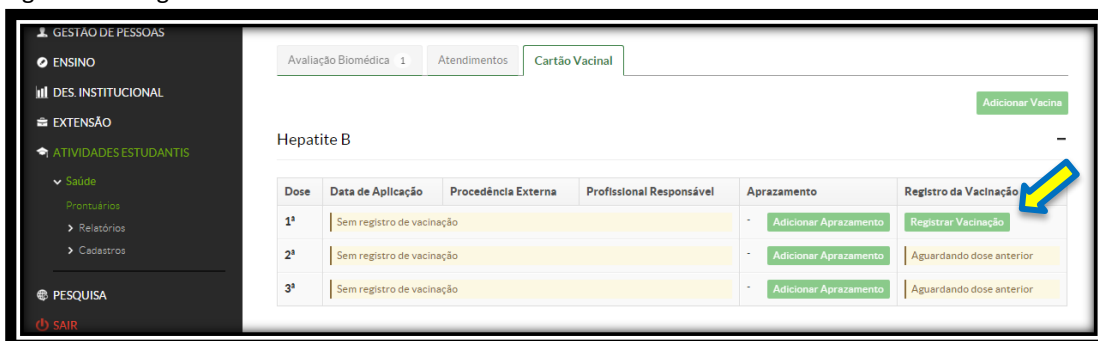 GESTÃO DE PESSOAS
ENSINO
DES. INSTITUCIONAL
EXTENSÃO
ATIVIDADES ESTUDANTIS
Saúde
Prontuários
Relatórios
Cadastros
PESQUISA
SAIR
Avaliação Biomédica 1 Atendimentos Cartão Vacinal
Adicionar Vacina
Hepatite B
Dose Data de Aplicação Procedência Externa Profissional Responsável Aprazamento Registro da Vacinação
1ª Sem registro de vacinação - Adicionar Aprazamento Registrar Vacinação
2ª Sem registro de vacinação - Adicionar Aprazamento Aguardando dose anterior
3ª Sem registro de vacinação - Adicionar Aprazamento Aguardando dose anterior